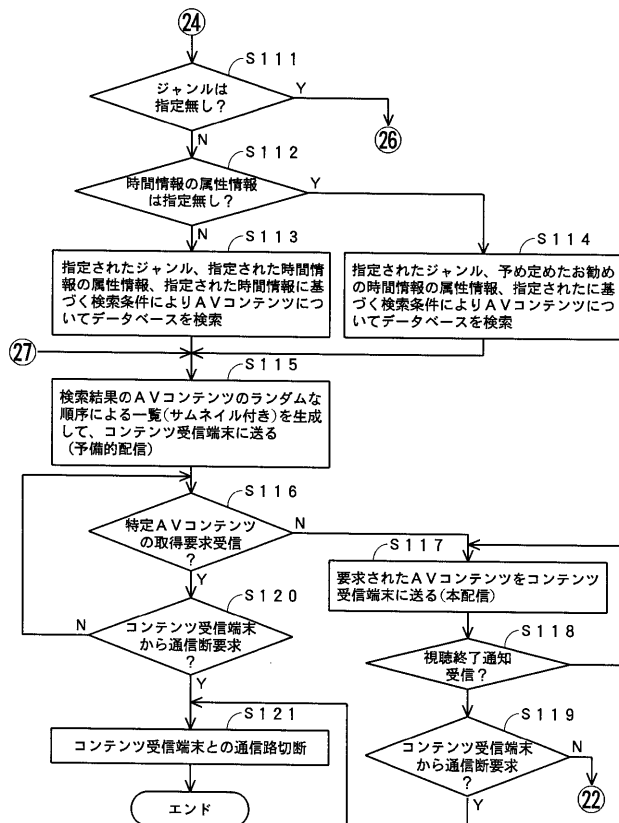 24
S111
ジャンルは
指定無し?
Y
26
N
S112
時間情報の属性情報
は指定無し?
Y
N
S113
指定されたジャンル、指定された時間情
報の属性情報、指定された時間情報に基
づく検索条件によりAVコンテンツについ
てデータベースを検索
S114
指定されたジャンル、予め定めたお勧め
の時間情報の属性情報、指定されたに基
づく検索条件によりAVコンテンツにつ
いてデータベースを検索
27
S115
検索結果のAVコンテンツのランダムな
順序による一覧(サムネイル付き)を生成
して、コンテンツ受信端末に送る
(予備的配信)
S116
特定AVコンテンツ
の取得要求受信
?
N
Y
S117
要求されたAVコンテンツをコンテンツ
受信端末に送る(本配信)
S120
コンテンツ受信端末
から通信断要求
?
N
Y
S118
視聴終了通知
受信?
S119
コンテンツ受信端末
から通信断要求
?
N
22
Y
S121
コンテンツ受信端末との通信路切断
エンド